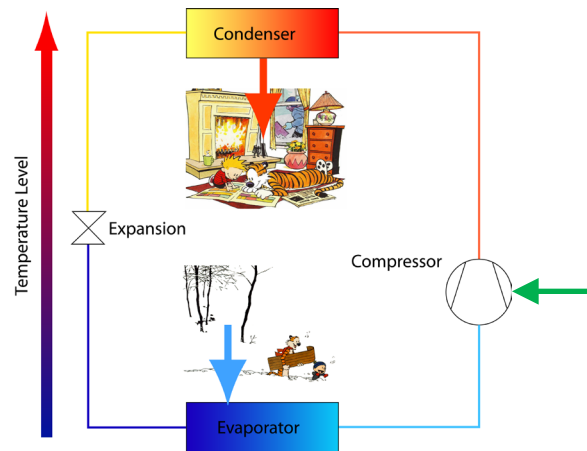 Condenser
Temperature Level
Expansion
Compressor
Evaporator